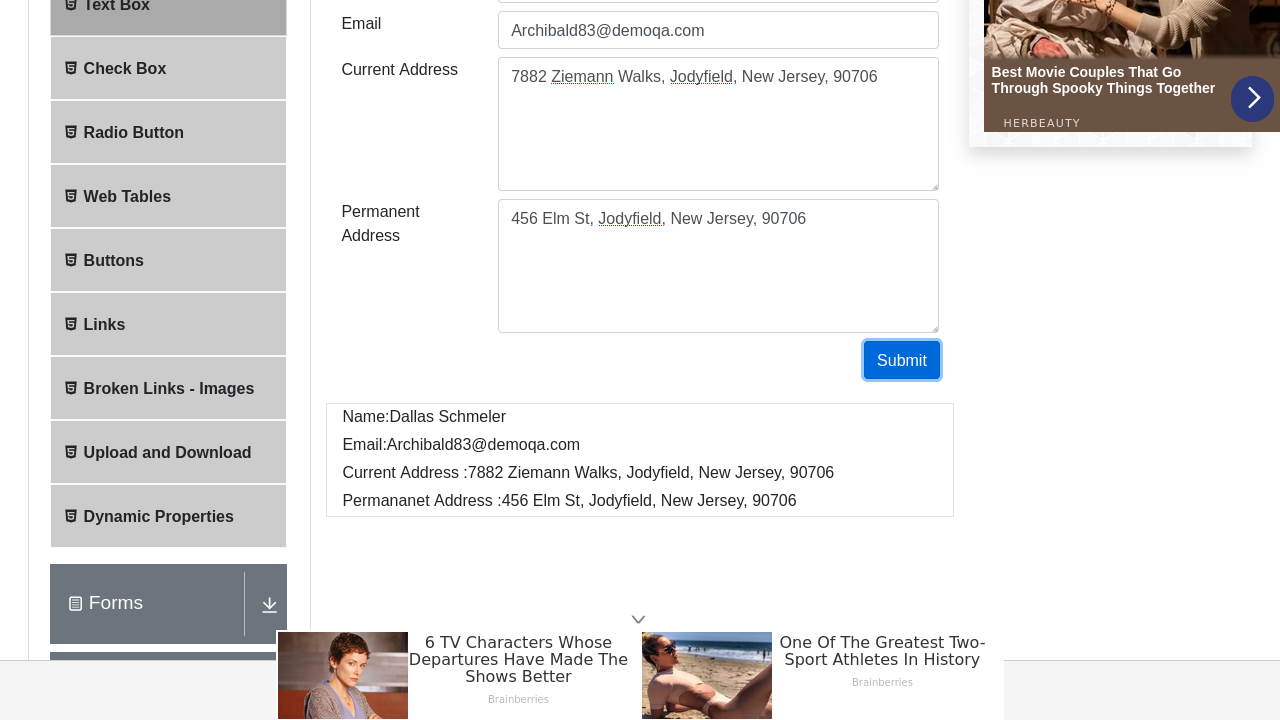 Text Box
Email
Archibald83@demoqa.com
Check Box
Current Address
7882 Ziemann Walks, Jodyfield, New Jersey, 90706
Best Movie Couples That Go
Through Spooky Things Together
HERBEAUTY
Radio Button
Web Tables
Permanent
Address
456 Elm St, Jodyfield, New Jersey, 90706
Buttons
Links
Broken Links - Images
Submit
Upload and Download
Dynamic Properties
Name:Dallas Schmeler
Email:Archibald83@demoqa.com
Current Address :7882 Ziemann Walks, Jodyfield, New Jersey, 90706
Permananet Address :456 Elm St, Jodyfield, New Jersey, 90706
Forms
6 TV Characters Whose
Departures Have Made The
Shows Better
Brainberries
One Of The Greatest Two-
Sport Athletes In History
Brainberries